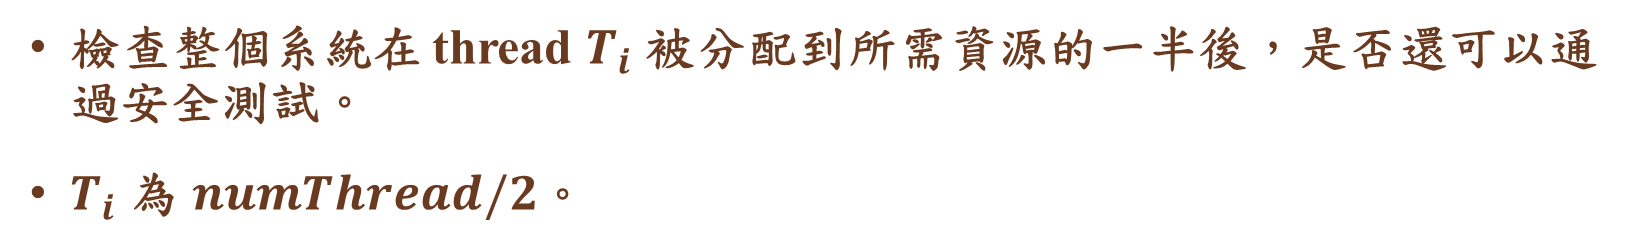 • 檢查整個系統在 thread Tᵢ 被分配到所需資源的一半後，是否還可以通
過安全測試。
• Tᵢ 為 numThread/2。